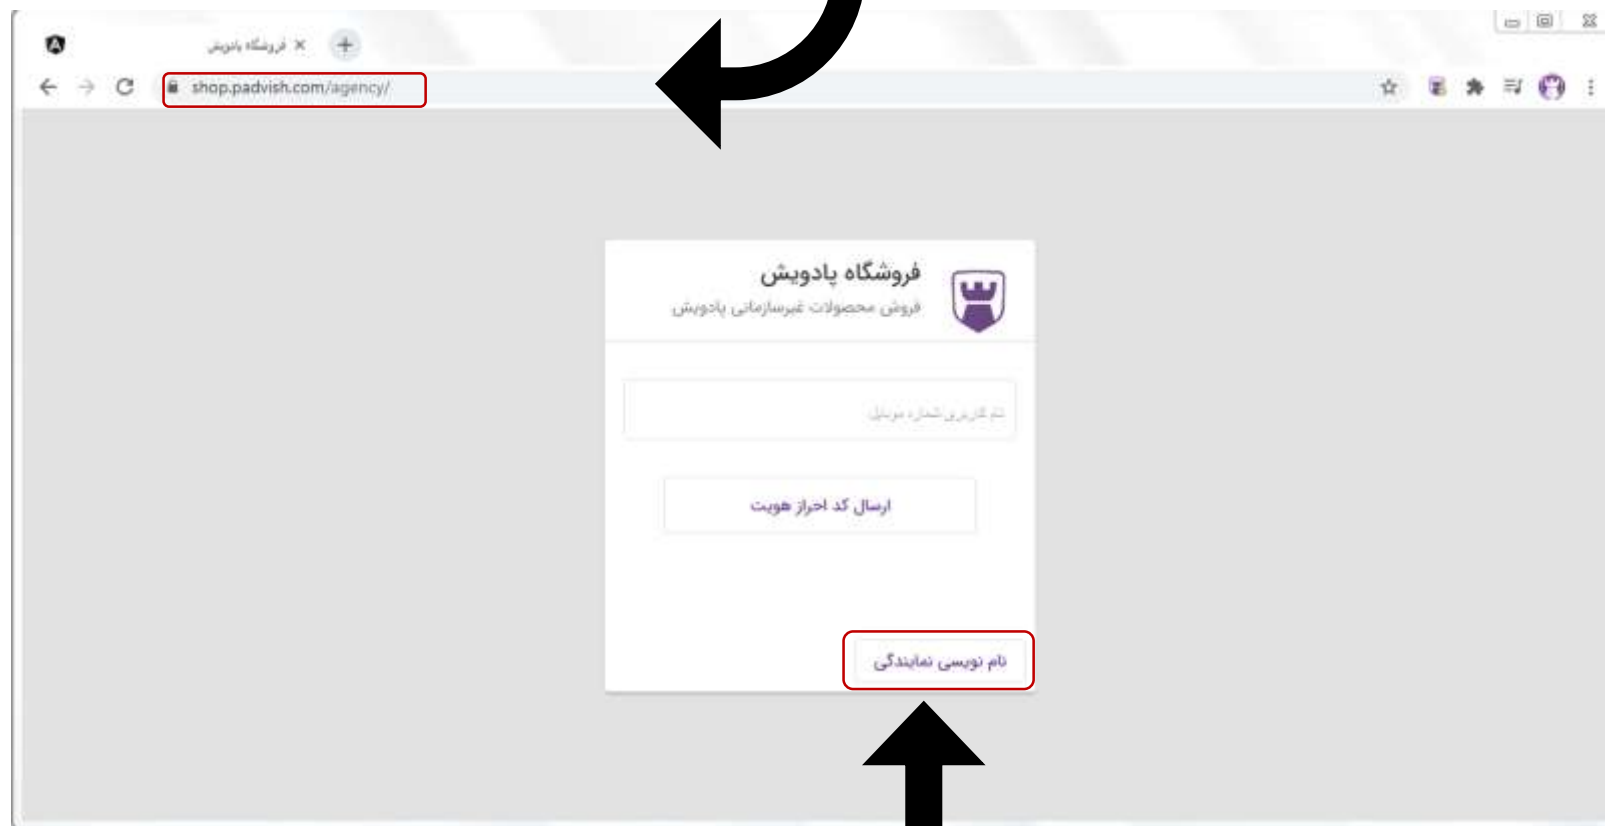 فروشگاه پادویش
shop.padvish.com/agency/
فروشگاه پادویش
فروش محصولات غیرسازمانی پادویش
نام کاربری شماره موبایل
ارسال کد احراز هویت
نام نویسی نمایندگی